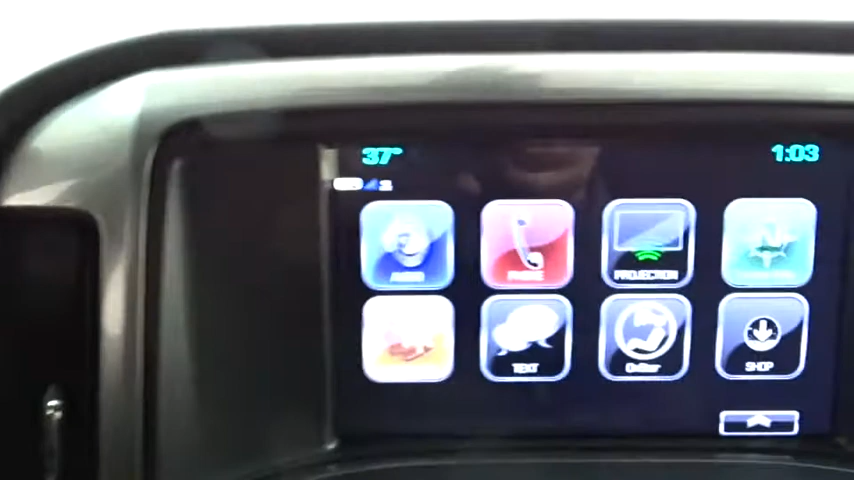 37°
1:03
AUDIO
PHONE
PROJECTION
TEXT
OnStar
SHOP